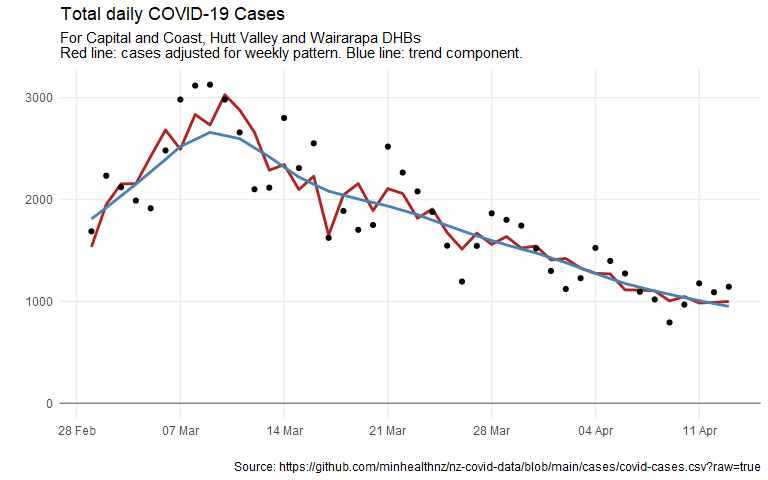 Total daily COVID-19 Cases
For Capital and Coast, Hutt Valley and Wairarapa DHBs
Red line: cases adjusted for weekly pattern. Blue line: trend component.
3000
2000
1000
0
28 Feb 07 Mar 14 Mar 21 Mar 28 Mar 04 Apr 11 Apr
Source: https://github.com/minhealthnz/nz-covid-data/blob/main/cases/covid-cases.csv?raw=true